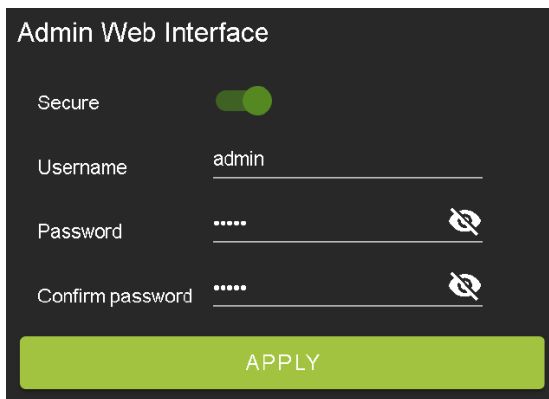 Admin Web Interface
Secure
Username admin
Password •••••
Confirm password •••••
APPLY